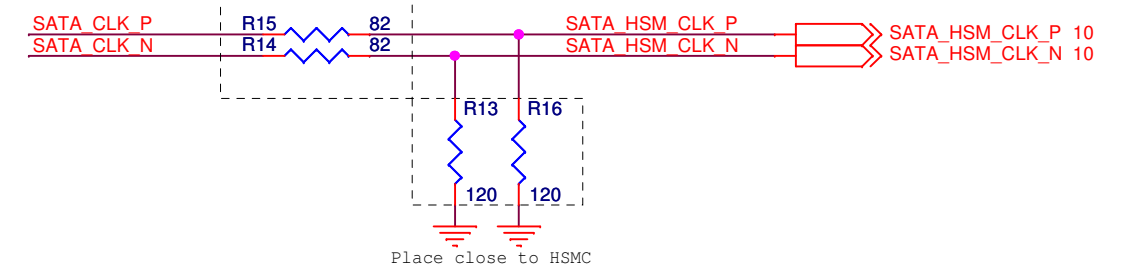 SATA_CLK_P R15 82 SATA_HSM_CLK_P SATA_HSM_CLK_P 10
SATA_CLK_N R14 82 SATA_HSM_CLK_N SATA_HSM_CLK_N 10
R13 R16
120 120
Place close to HSMC